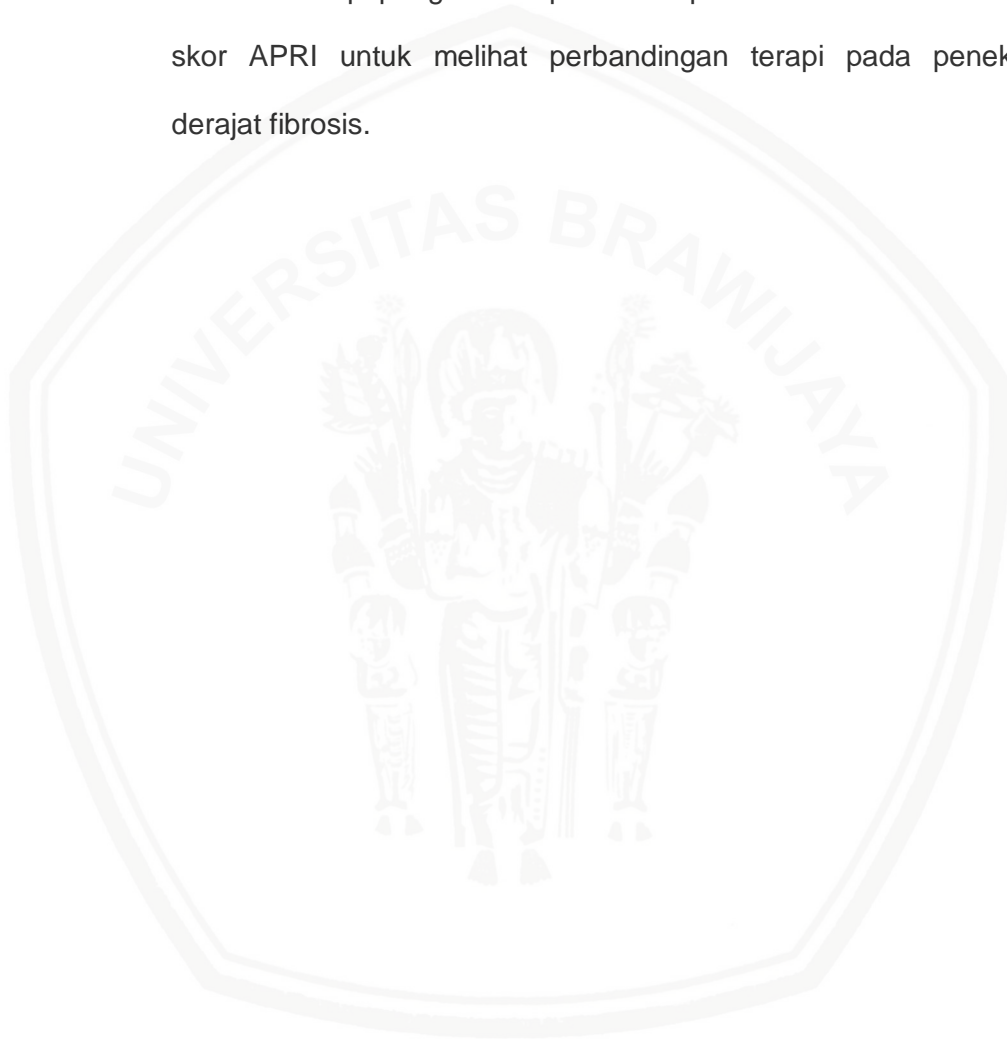 skor APRI untuk melihat perbandingan terapi pada penek
derajat fibrosis.
UNIVERSITAS BRAWIJAYA